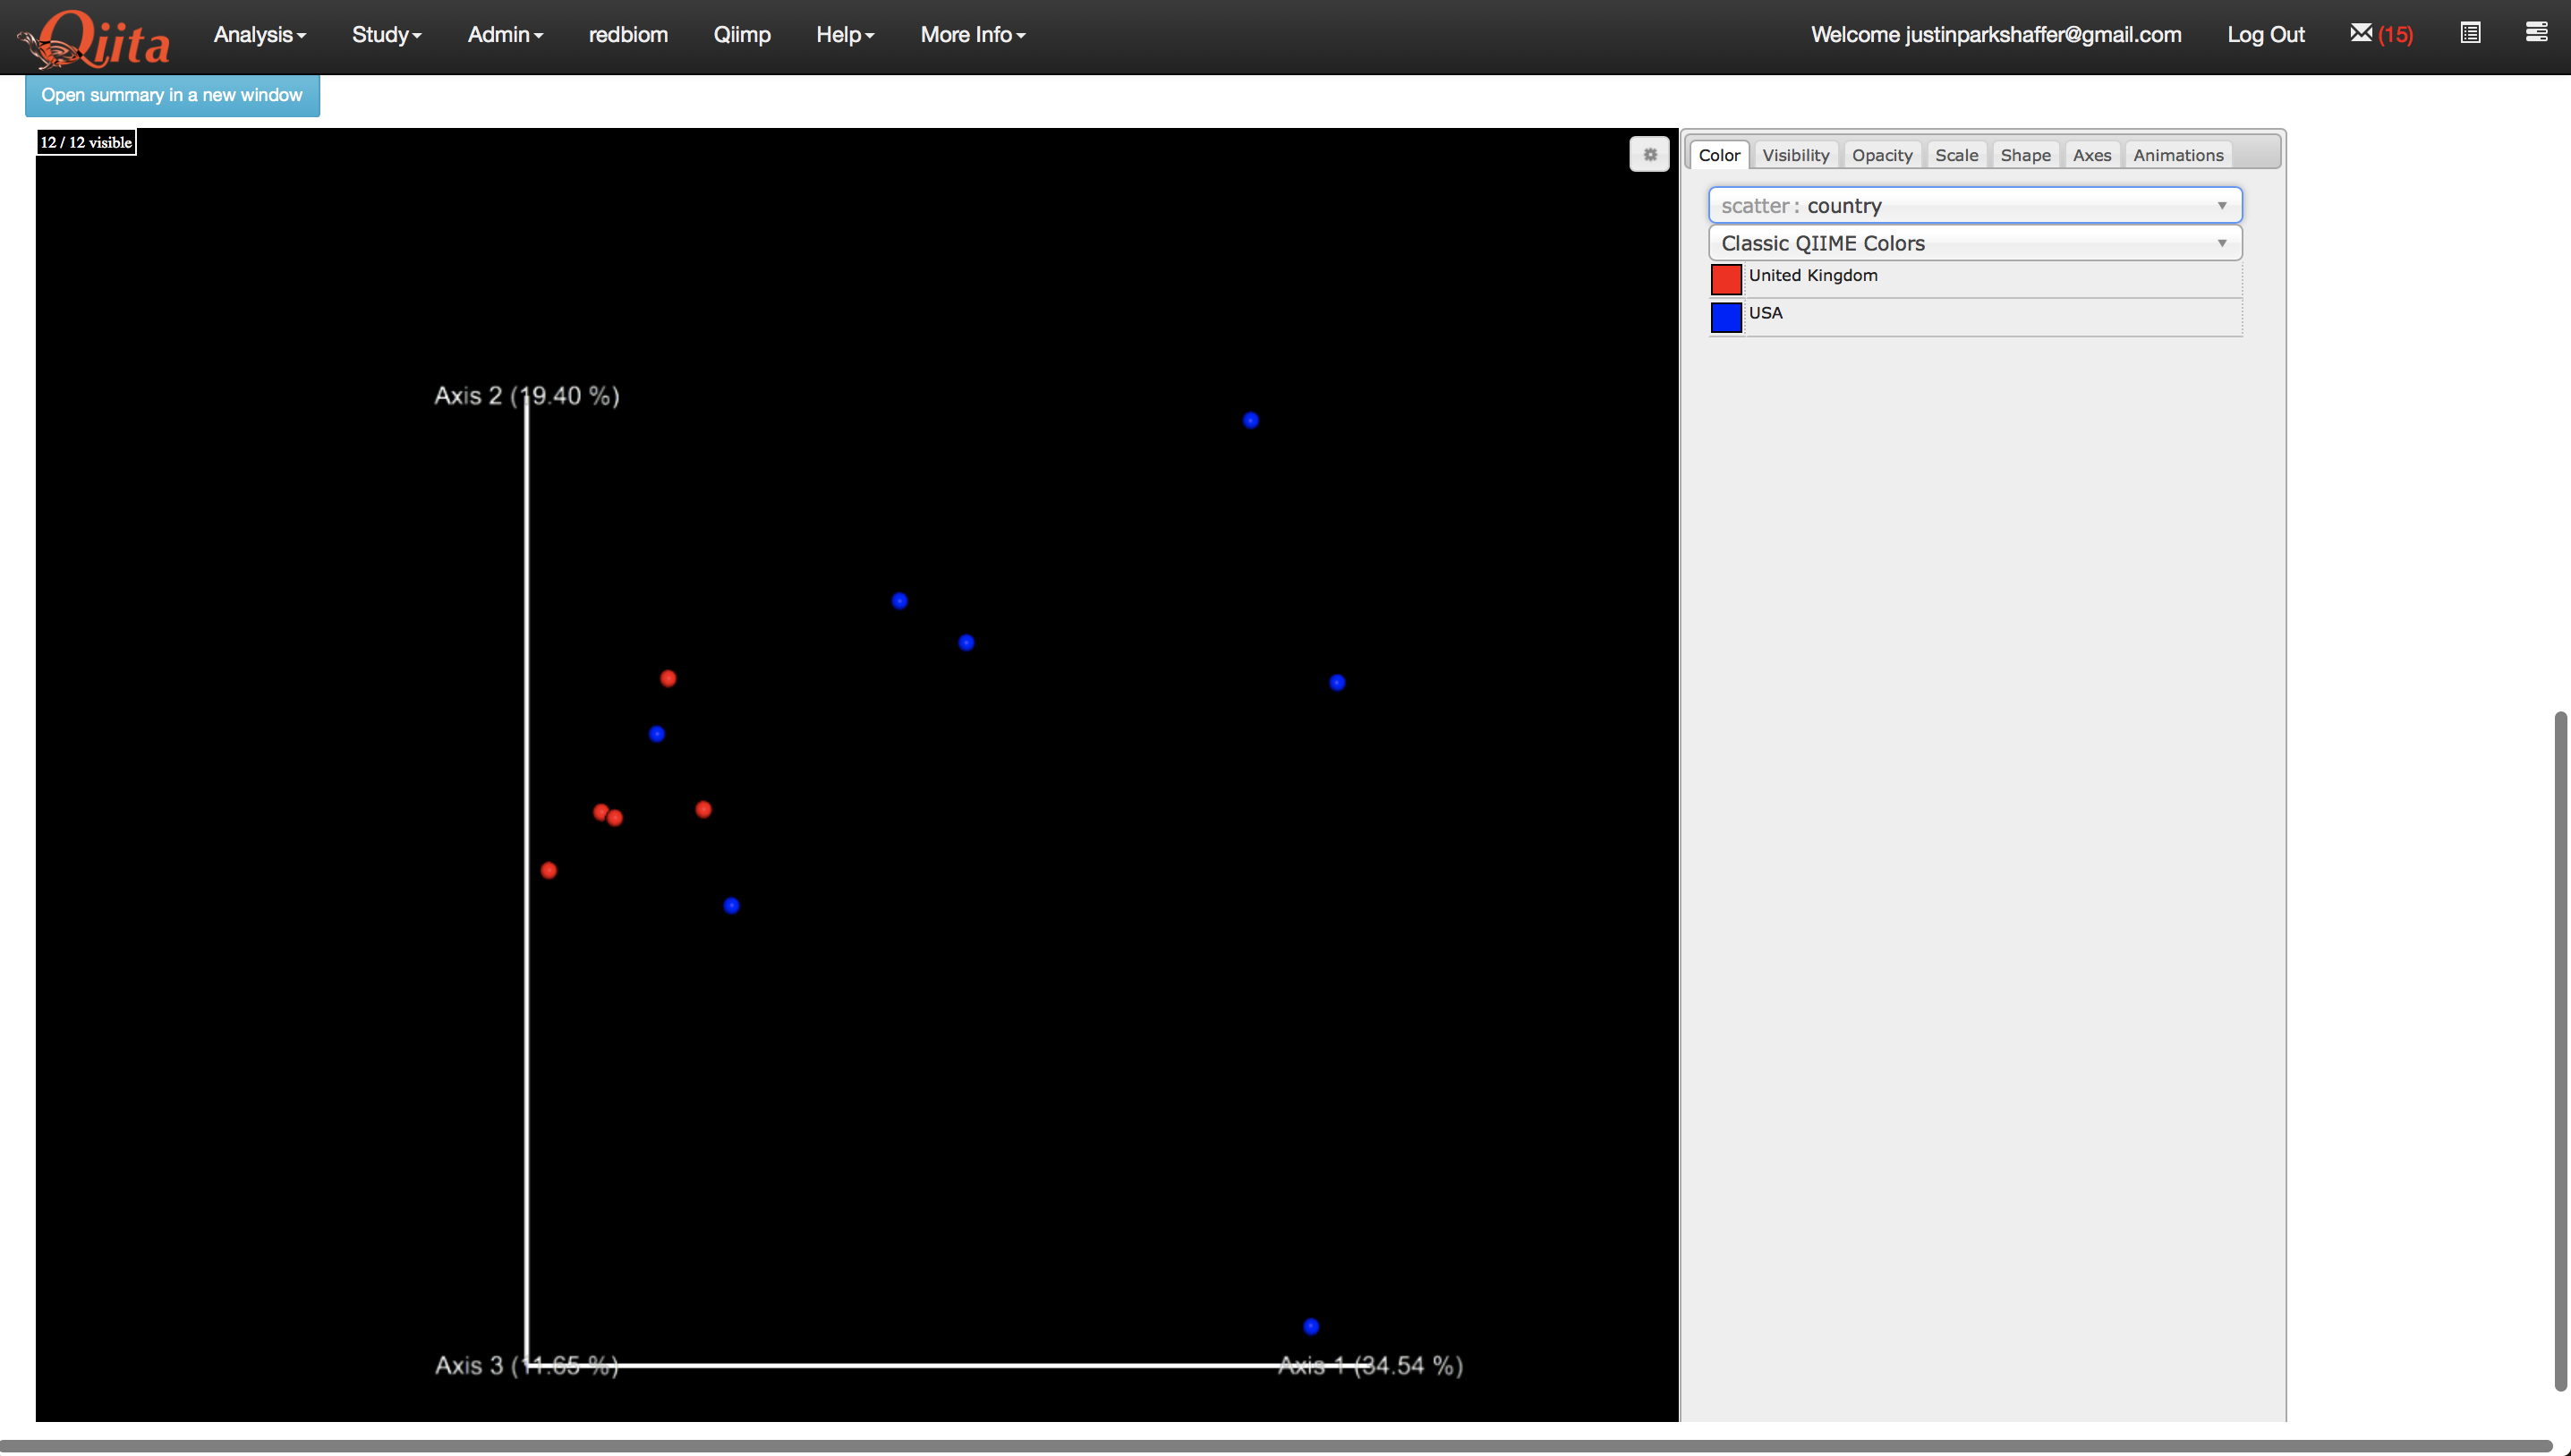 Qiita Analysis Study Admin redbiom Qiimp Help More Info Welcome justinparkshaffer@gmail.com Log Out (15)
Open summary in a new window
12 / 12 visible
Color Visibility Opacity Scale Shape Axes Animations
scatter: country
Classic QIIME Colors
United Kingdom
USA
Axis 2 (19.40 %)
Axis 3 (11.65 %)
Axis 1 (34.54 %)